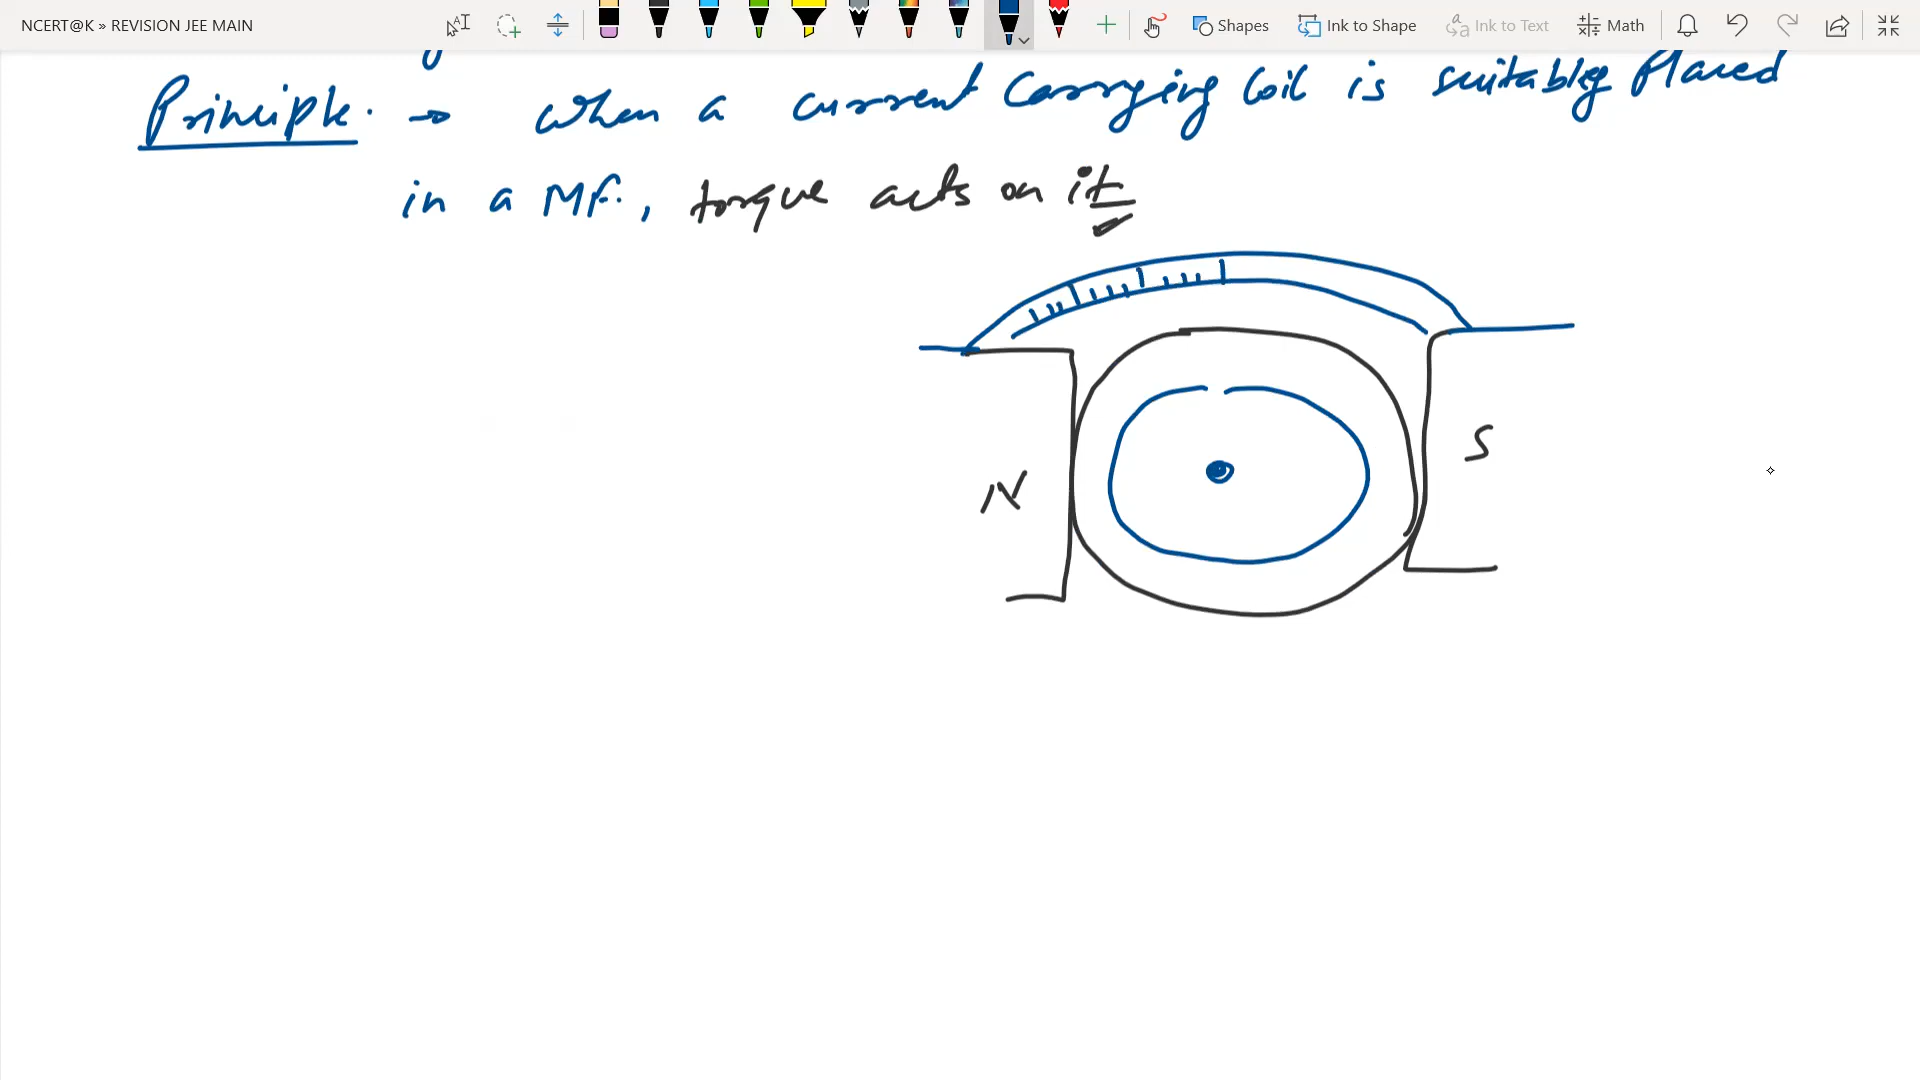 NCERT@K » REVISION JEE MAIN
Shapes
Ink to Shape
Ink to Text
Math
Principle. → when a current carrying coil is suitably placed
in a MF., torque acts on it
N
S